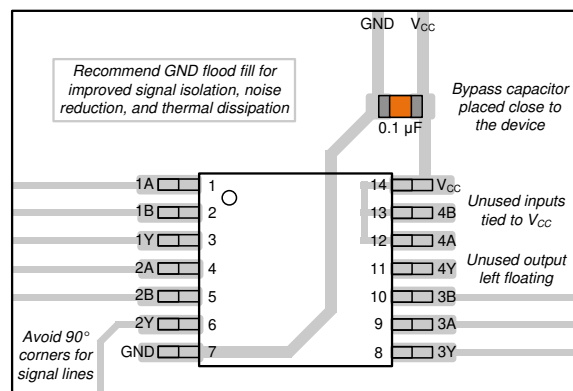 GND V_CC
Recommend GND flood fill for
improved signal isolation, noise
reduction, and thermal dissipation
Bypass capacitor
placed close to
the device
0.1 µF
1A 1 14 V_CC
1B 2 13 4B
1Y 3 12 4A
2A 4 11 4Y
2B 5 10 3B
2Y 6 9 3A
GND 7 8 3Y
Unused inputs
tied to V_CC
Unused output
left floating
Avoid 90°
corners for
signal lines